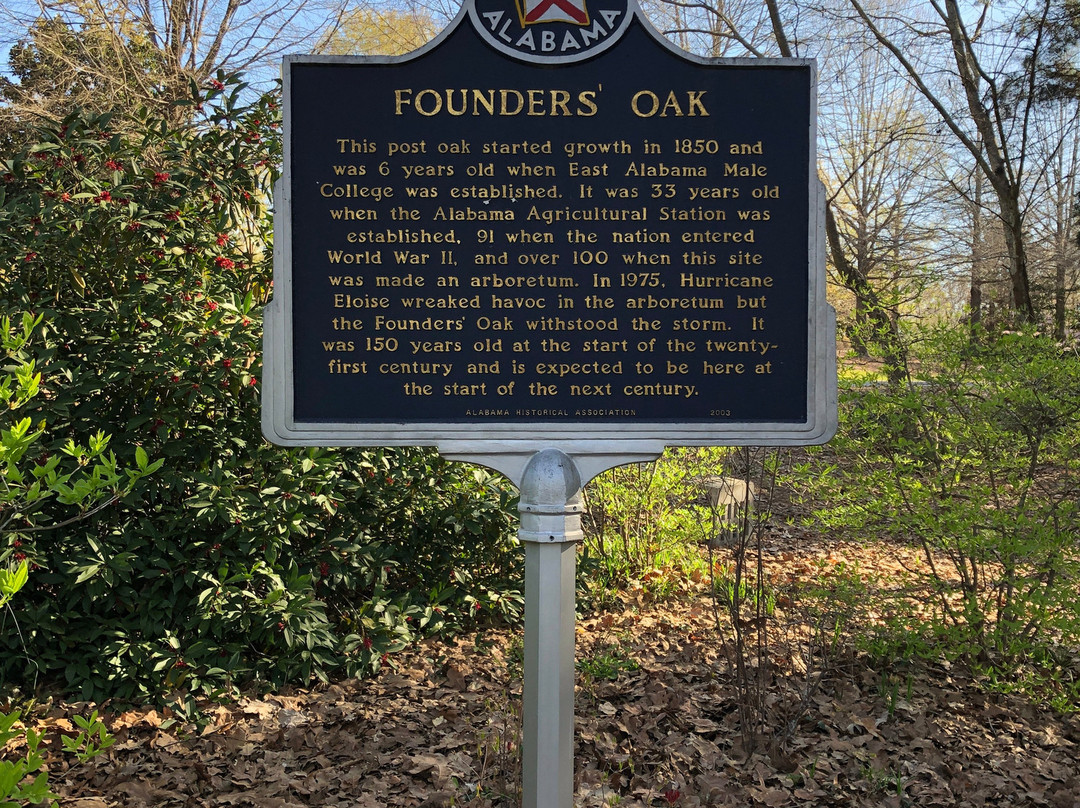 ALABAMA
FOUNDERS' OAK
This post oak started growth in 1850 and
was 6 years old when East Alabama Male
College was established. It was 33 years old
when the Alabama Agricultural Station was
established, 91 when the nation entered
World War II, and over 100 when this site
was made an arboretum. In 1975, Hurricane
Eloise wreaked havoc in the arboretum but
the Founders' Oak withstood the storm. It
was 150 years old at the start of the twenty-
first century and is expected to be here at
the start of the next century.
ALABAMA HISTORICAL ASSOCIATION 2003